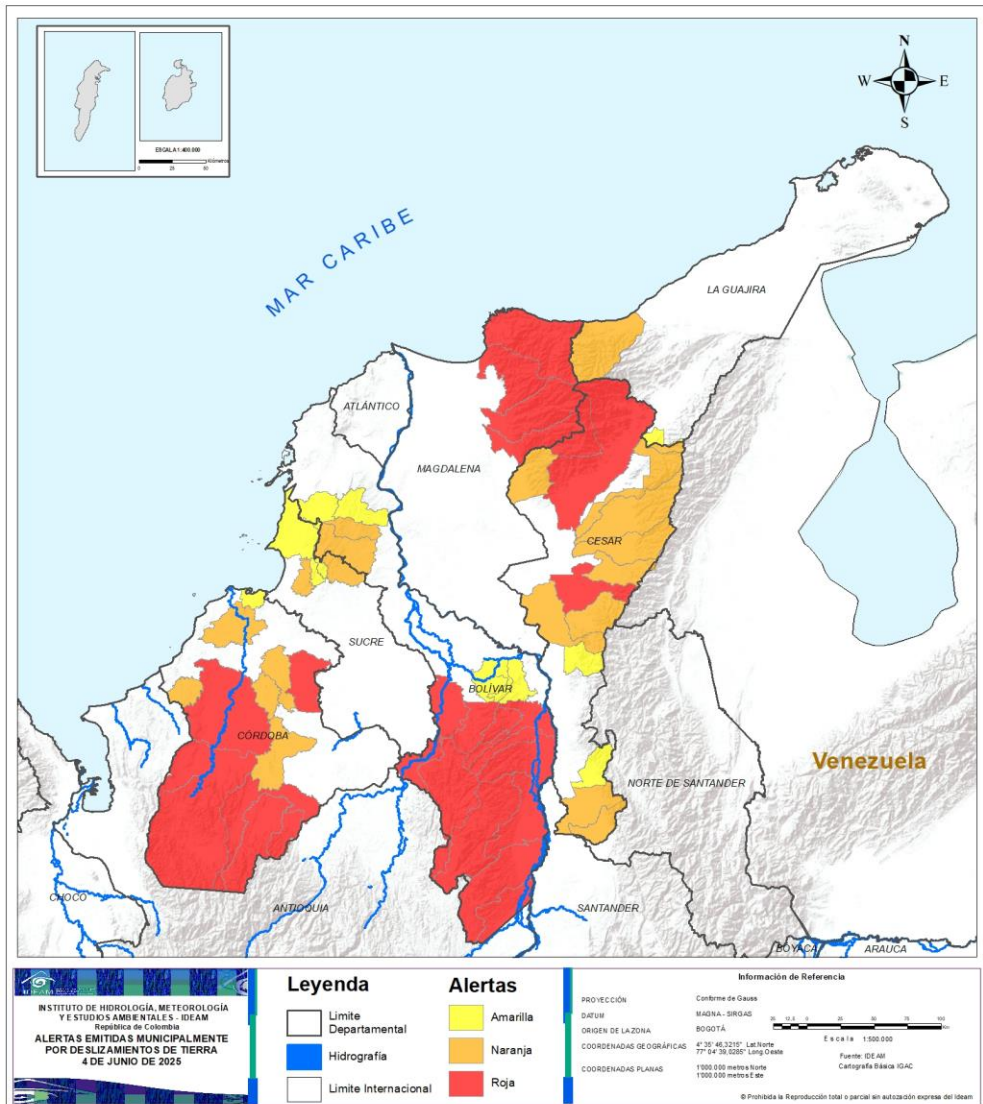 N
W
E
S
ESCALA 1:400.000
MAR CARIBE
LA GUAJIRA
ATLÁNTICO
MAGDALENA
CESAR
SUCRE
BOLÍVAR
CÓRDOBA
NORTE DE SANTANDER
Venezuela
CHOCO
ANTIOQUIA
SANTANDER
BOYACÁ
ARAUCA
IDEAM
INSTITUTO DE HIDROLOGÍA, METEOROLOGÍA
Y ESTUDIOS AMBIENTALES - IDEAM
República de Colombia
ALERTAS EMITIDAS MUNICIPALMENTE
POR DESLIZAMIENTOS DE TIERRA
4 DE JUNIO DE 2025
Leyenda
Limite
Departamental
Hidrografía
Limite Internacional
Alertas
Amarilla
Naranja
Roja
Información de Referencia
PROYECCIÓN Conforme de Gauss
DATUM MAGNA - SIRGAS
ORIGEN DE LA ZONA BOGOTÁ
COORDENADAS GEOGRÁFICAS 4° 35' 46,3215" Lat.Norte
77° 04' 39,0285" Long.Oeste
COORDENADAS PLANAS 1'000.000 metros Norte
1'000.000 metros Este
Escala 1:500.000
Fuente: IDEAM
Cartografía Básica IGAC
© Prohibida la Reproducción total o parcial sin autozación expresa del Ideam